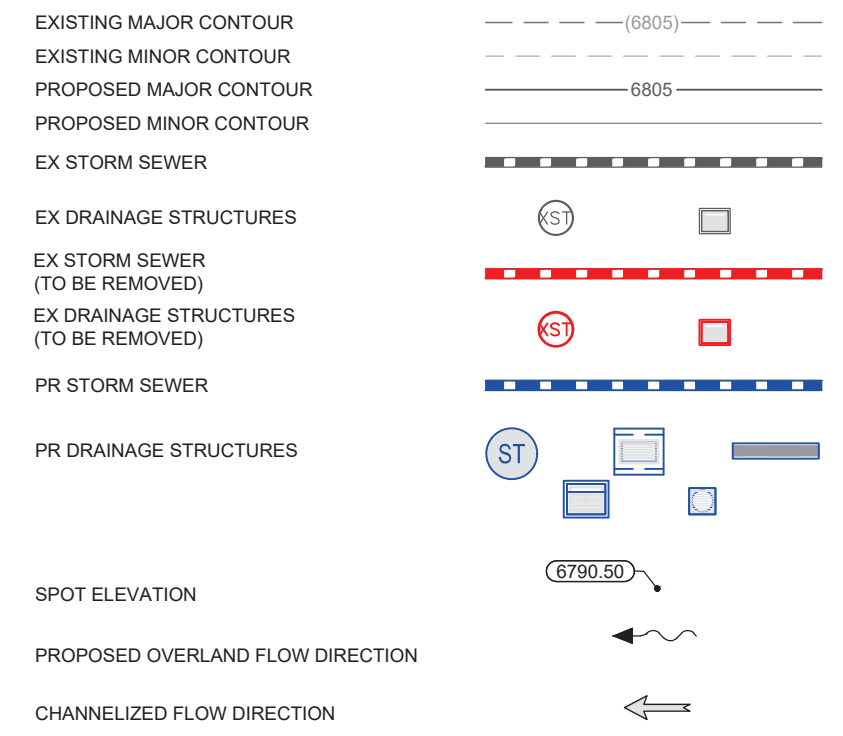 EXISTING MAJOR CONTOUR (6805)
EXISTING MINOR CONTOUR
PROPOSED MAJOR CONTOUR 6805
PROPOSED MINOR CONTOUR
EX STORM SEWER
EX DRAINAGE STRUCTURES XST
EX STORM SEWER
(TO BE REMOVED)
EX DRAINAGE STRUCTURES
(TO BE REMOVED) XST
PR STORM SEWER
PR DRAINAGE STRUCTURES ST
6790.50
SPOT ELEVATION
PROPOSED OVERLAND FLOW DIRECTION
CHANNELIZED FLOW DIRECTION